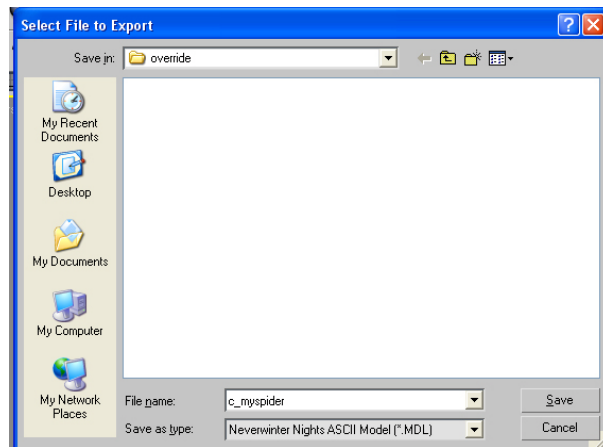 Select File to Export
Save in: override
My Recent
Documents
Desktop
My Documents
My Computer
My Network
Places
File name: c_myspider Save
Save as type: Neverwinter Nights ASCII Model (*.MDL) Cancel